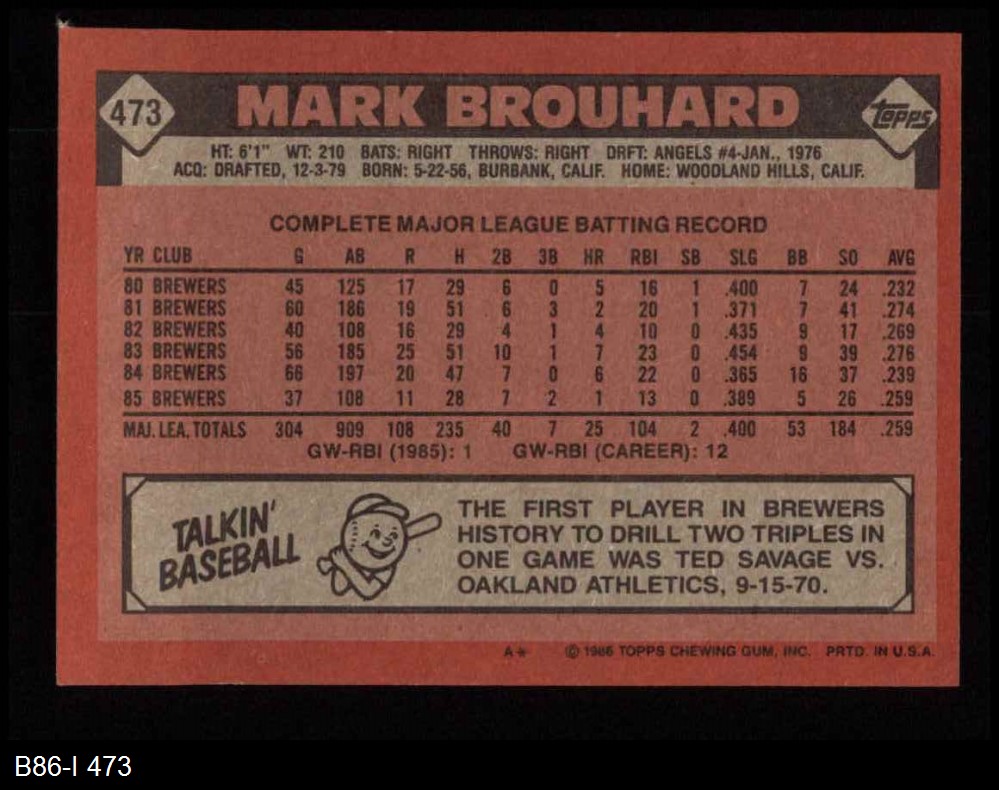 473 MARK BROUHARD Topps
HT: 6'1" WT: 210 BATS: RIGHT THROWS: RIGHT DRFT: ANGELS #4-JAN., 1976
ACQ: DRAFTED, 12-3-79 BORN: 5-22-56, BURBANK, CALIF. HOME: WOODLAND HILLS, CALIF.
COMPLETE MAJOR LEAGUE BATTING RECORD
YR CLUB G AB R H 2B 3B HR RBI SB SLG BB SO AVG
80 BREWERS 45 125 17 29 6 0 5 16 1 .400 7 24 .232
81 BREWERS 60 186 19 51 6 3 2 20 1 .371 7 41 .274
82 BREWERS 40 108 16 29 4 1 4 10 0 .435 9 17 .269
83 BREWERS 56 185 25 51 10 1 7 23 0 .454 9 39 .276
84 BREWERS 66 197 20 47 7 0 6 22 0 .365 16 37 .239
85 BREWERS 37 108 11 28 7 2 1 13 0 .389 5 26 .259
MAJ. LEA. TOTALS 304 909 108 235 40 7 25 104 2 .400 53 184 .259
GW-RBI (1985): 1 GW-RBI (CAREER): 12
TALKIN'
BASEBALL
THE FIRST PLAYER IN BREWERS
HISTORY TO DRILL TWO TRIPLES IN
ONE GAME WAS TED SAVAGE VS.
OAKLAND ATHLETICS, 9-15-70.
A* © 1986 TOPPS CHEWING GUM, INC. PRTD. IN U.S.A.
B86-I 473